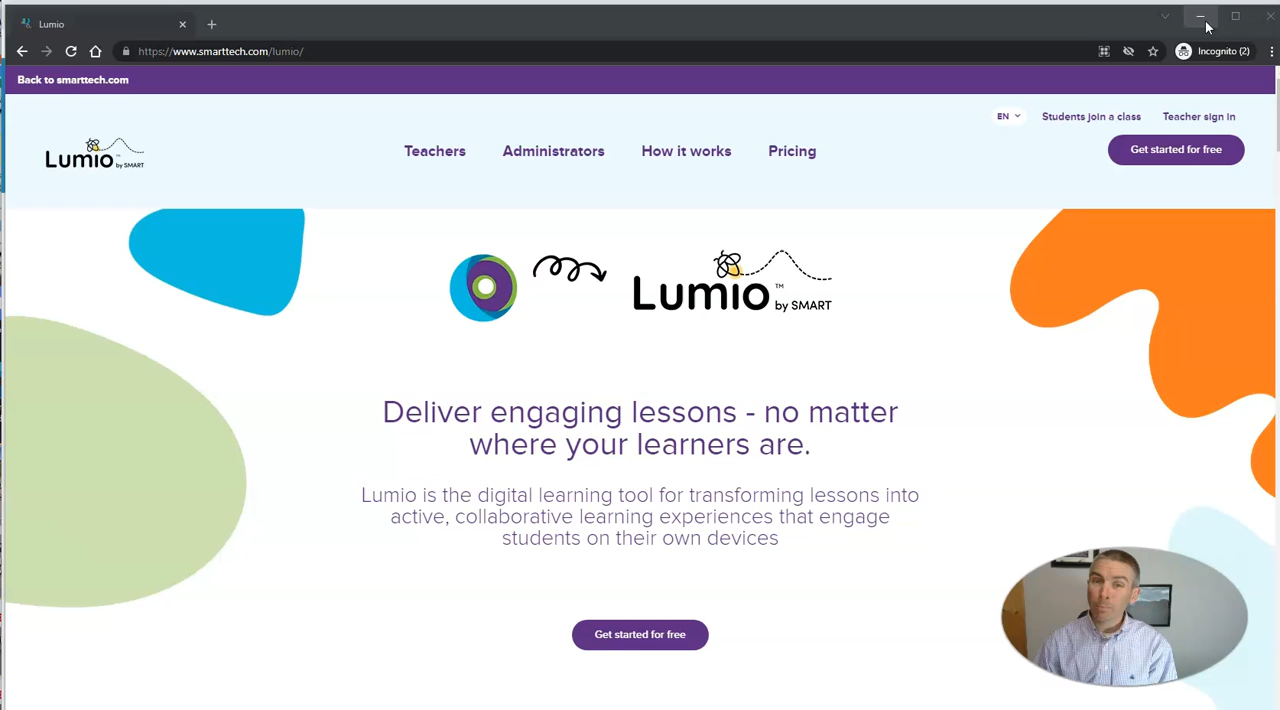 Lumio
https://www.smarttech.com/lumio/
Incognito (2)
Back to smarttech.com
EN
Students join a class
Teacher sign in
Lumio™ by SMART
Teachers
Administrators
How it works
Pricing
Get started for free
Lumio™ by SMART
Deliver engaging lessons - no matter
where your learners are.
Lumio is the digital learning tool for transforming lessons into
active, collaborative learning experiences that engage
students on their own devices
Get started for free